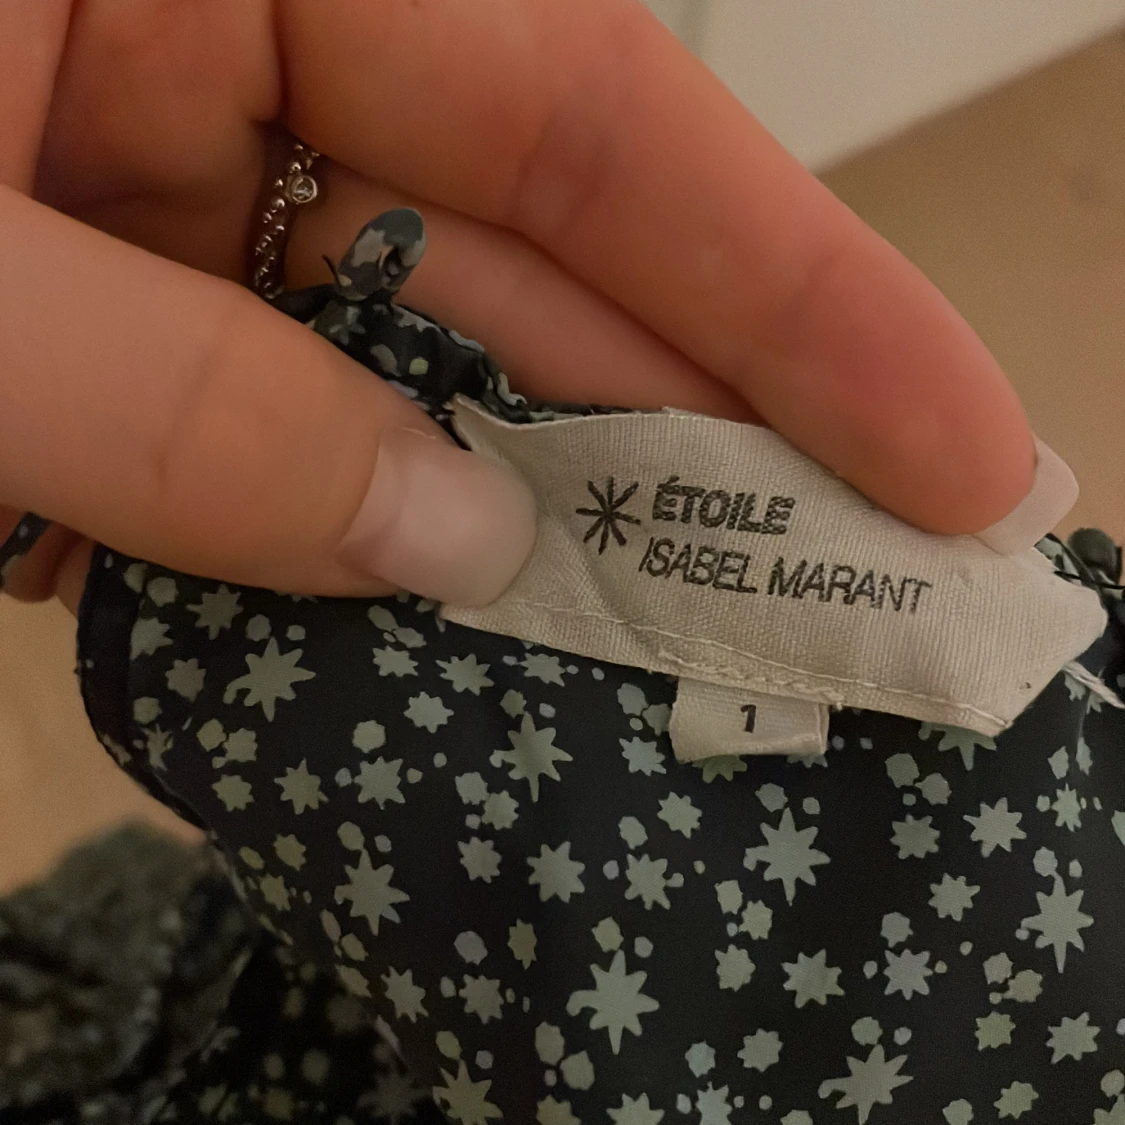 ÉTOILE
ISABEL MARANT
1